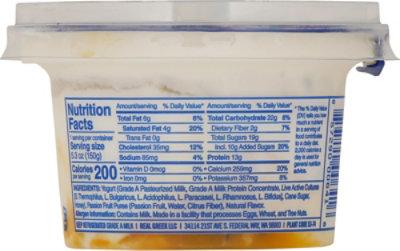 Nutrition Facts
1 serving per container
Serving size
5.3 oz (150g)
Calories per serving 200
Amount/serving % Daily Value*
Total Fat 6g 8%
Saturated Fat 4g 20%
Trans Fat 0g
Cholesterol 35mg 12%
Sodium 85mg 4%
Vitamin D 0mcg 0%
Iron 0mg 0%
Amount/serving % Daily Value*
Total Carbohydrate 22g 8%
Dietary Fiber 2g 7%
Total Sugars 19g
Incl. 10g Added Sugars 20%
Protein 13g
Calcium 250mg 20%
Potassium 367mg 8%
* The % Daily Value
(DV) tells you how
much a nutrient
in a serving of
food contributes
to a daily diet.
2,000 calories a
day is used for
general nutrition
advice.
INGREDIENTS: Yogurt (Grade A Pasteurized Milk, Grade A Milk Protein Concentrate, Live Active Cultures
(S. Thermophilus, L. Bulgaricus, L. Acidophilus, L. Paracasei, L. Rhamnosus, L. Bifidus), Cane Sugar,
Honey), Passion Fruit Puree (Passion Fruit, Water, Citrus Fiber), Natural Flavor.
Allergen Information: Contains Milk. Made in a facility that processes Eggs, Wheat, and Tree Nuts.
KEEP REFRIGERATED GRADE A MILK | REAL GREEK LLC | 34114 21ST AVE S. FEDERAL WAY, WA 98003 | PLANT CODE 53-74